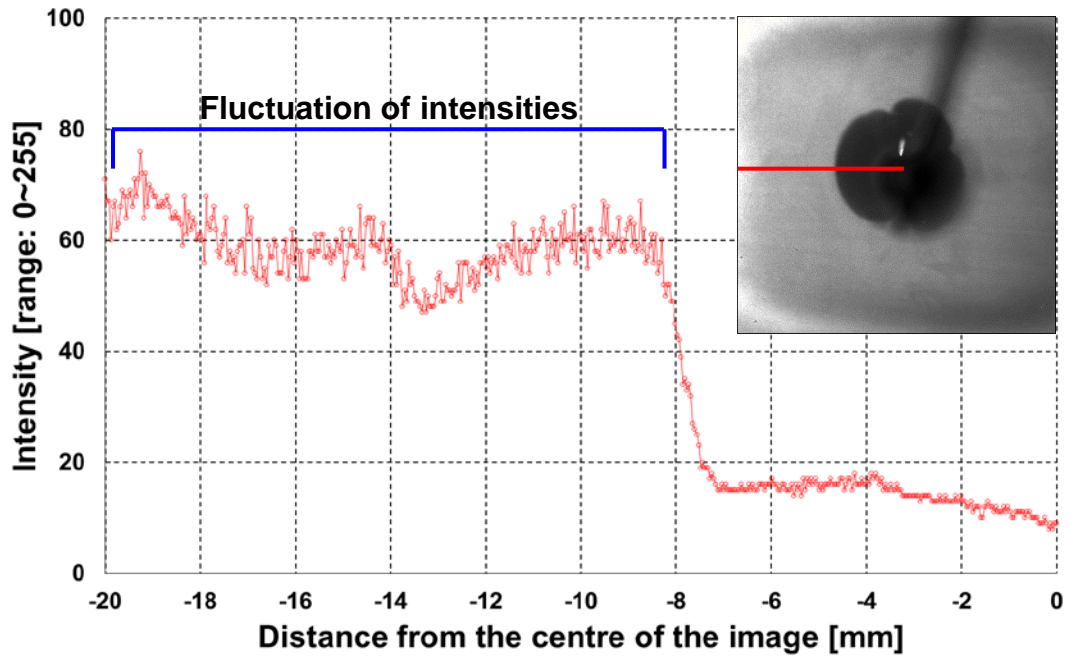 100
Fluctuation of intensities
80
60
40
20
0
-20 -18 -16 -14 -12 -10 -8 -6 -4 -2 0
Intensity [range: 0~255]
Distance from the centre of the image [mm]